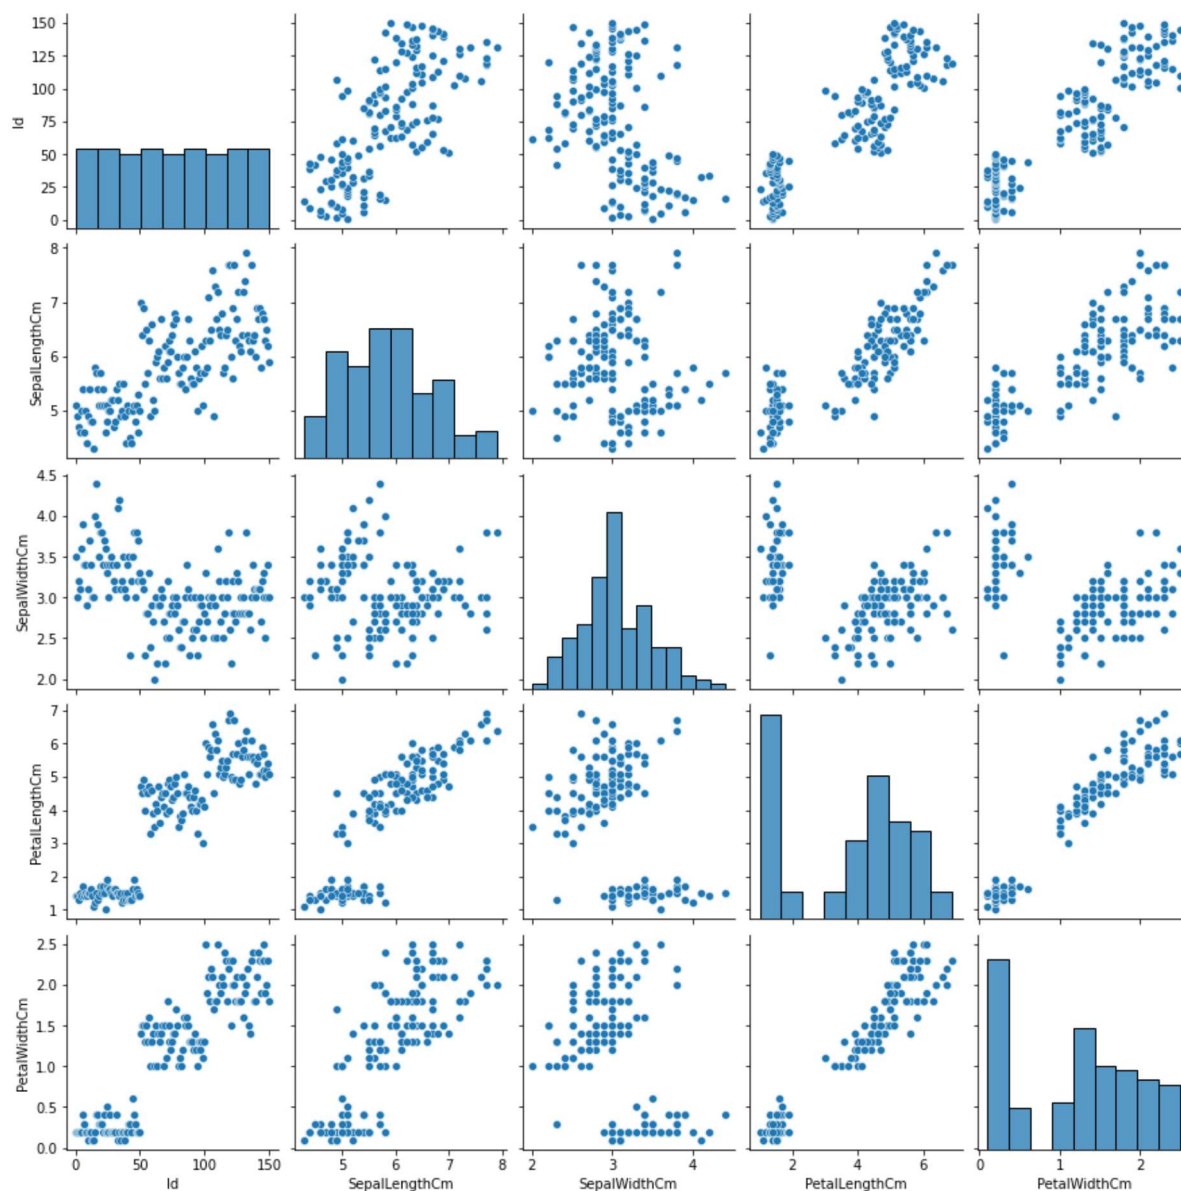 150
125
100
75
50
25
0
Id
8
7
6
5
SepalLengthCm
4.5
4.0
3.5
3.0
2.5
2.0
SepalWidthCm
7
6
5
4
3
2
1
PetalLengthCm
2.5
2.0
1.5
1.0
0.5
0.0
PetalWidthCm
0 50 100 150
Id
5 6 7 8
SepalLengthCm
2 3 4
SepalWidthCm
2 4 6
PetalLengthCm
0 1 2
PetalWidthCm